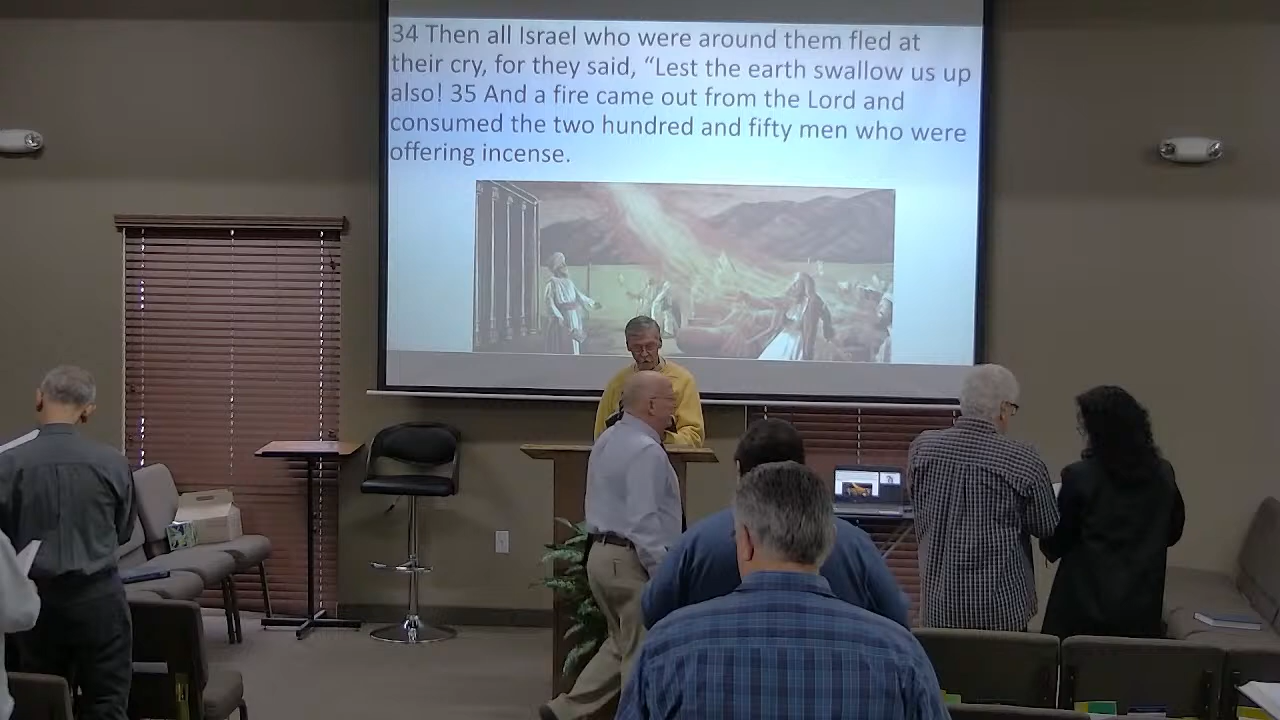 34 Then all Israel who were around them fled at
their cry, for they said, “Lest the earth swallow us up
also! 35 And a fire came out from the Lord and
consumed the two hundred and fifty men who were
offering incense.